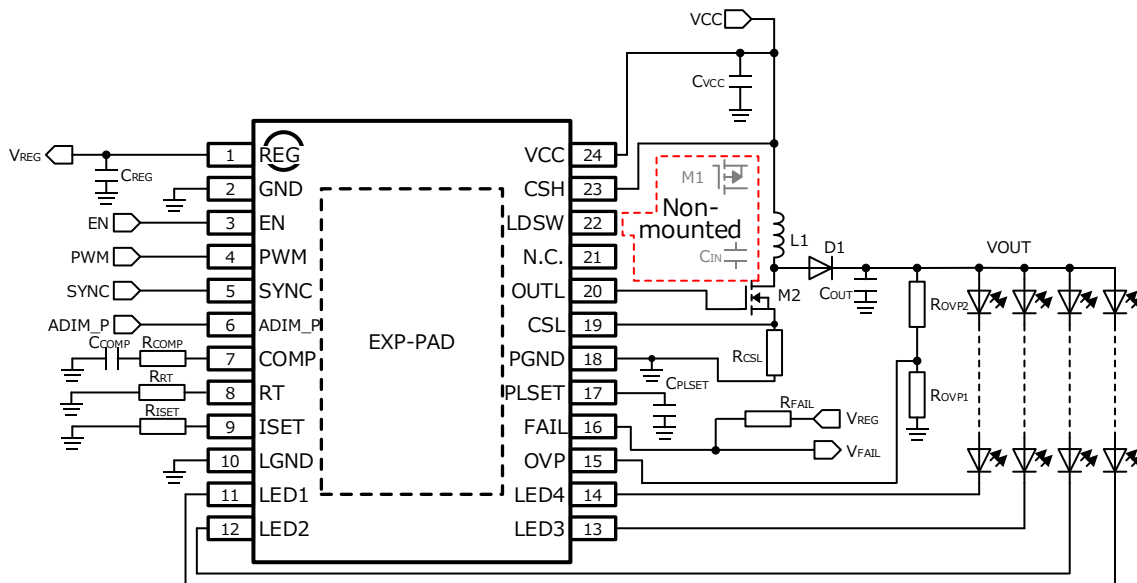 VCC
CVCC
VREG
CREG
1 REG
2 GND
EN 3 EN
PWM 4 PWM
SYNC 5 SYNC
ADIM_P 6 ADIM_P
CCOMP RCOMP 7 COMP
RRT 8 RT
RISET 9 ISET
10 LGND
11 LED1
12 LED2
EXP-PAD
VCC 24
CSH 23
LDSW 22
N.C. 21
OUTL 20
CSL 19
PGND 18
PLSET 17
FAIL 16
OVP 15
LED4 14
LED3 13
M1
Non-
mounted
CIN
L1
D1
VOUT
M2
COUT
ROVP2
RCSL
CPLSET
ROVP1
RFAIL
VREG
VFAIL